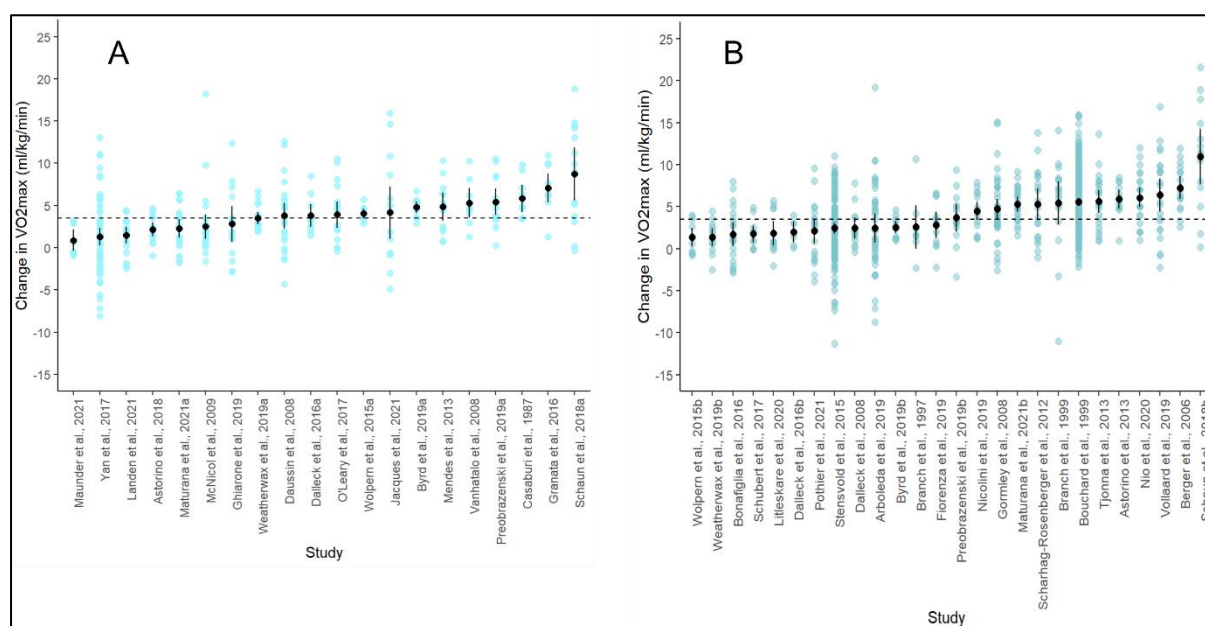 A
Change in VO2max (ml/kg/min)
25
20
15
10
5
0
-5
-10
-15
Maunder et al., 2021
Yan et al., 2017
Landen et al., 2021
Astorino et al., 2018
Maturana et al., 2021a
McNicol et al., 2009
Ghiarone et al., 2019
Weatherwax et al., 2019a
Daussin et al., 2008
Dalleck et al., 2016a
O'Leary et al., 2017
Wolpern et al., 2015a
Jacques et al., 2021
Byrd et al., 2019a
Mendes et al., 2013
Vanhatalo et al., 2008
Preobrazenski et al., 2019a
Casaburi et al., 1987
Granata et al., 2016
Schaun et al., 2018a
Study
B
Change in VO2max (ml/kg/min)
25
20
15
10
5
0
-5
-10
-15
Wolpern et al., 2015b
Weatherwax et al., 2019b
Bonafiglia et al., 2016
Schubert et al., 2017
Litleskare et al., 2020
Dalleck et al., 2016b
Pothier et al., 2021
Stensvold et al., 2015
Dalleck et al., 2008
Arboleda et al., 2019
Byrd et al., 2019b
Branch et al., 1997
Fiorenza et al., 2019
Preobrazenski et al., 2019b
Nicolini et al., 2019
Gormley et al., 2008
Maturana et al., 2021b
Scharhag-Rosenberger et al., 2012
Branch et al., 1999
Bouchard et al., 1999
Tjonna et al., 2013
Astorino et al., 2013
Nio et al., 2020
Vollaard et al., 2019
Berger et al., 2006
Schaun et al., 2018b
Study